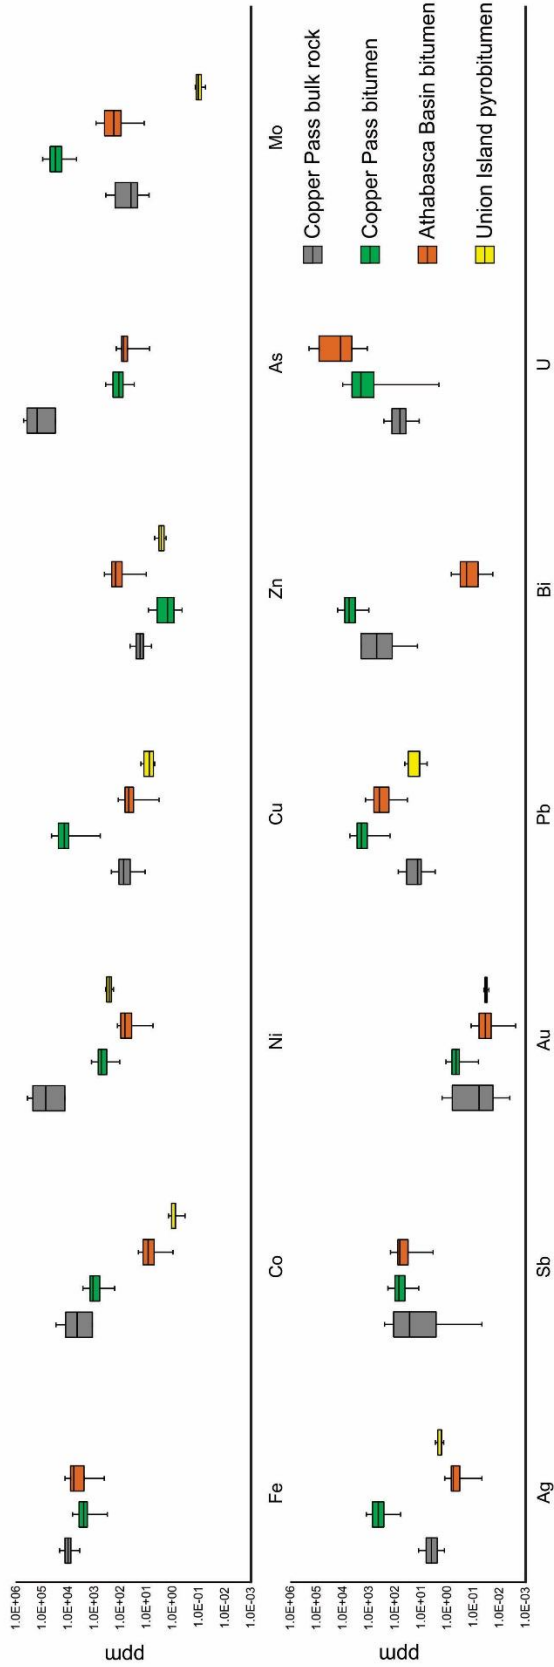 ppm
1.0E+06
1.0E+05
1.0E+04
1.0E+03
1.0E+02
1.0E+01
1.0E+00
1.0E-01
1.0E-02
1.0E-03
Fe Co Ni Cu Zn As Mo
ppm
1.0E+06
1.0E+05
1.0E+04
1.0E+03
1.0E+02
1.0E+01
1.0E+00
1.0E-01
1.0E-02
1.0E-03
Ag Sb Au Pb Bi U
Copper Pass bulk rock
Copper Pass bitumen
Athabasca Basin bitumen
Union Island pyrobitumen